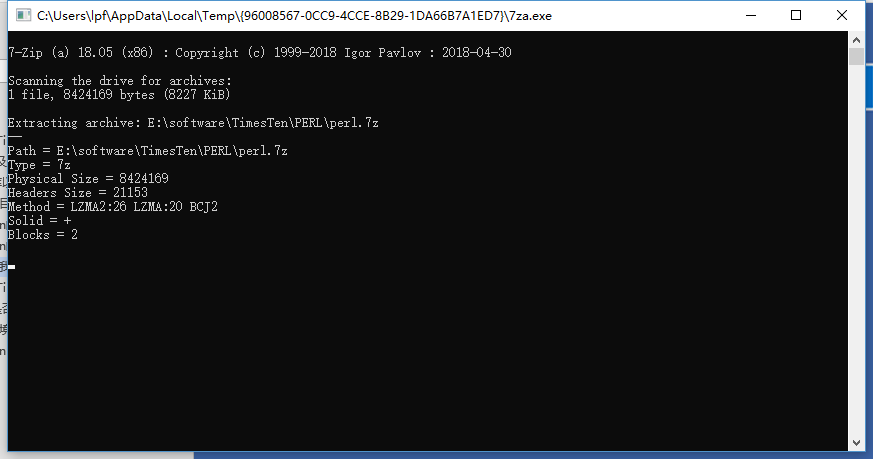 C:\Users\lpf\AppData\Local\Temp\{96008567-0CC9-4CCE-8B29-1DA66B7A1ED7}\7za.exe
7-Zip (a) 18.05 (x86) : Copyright (c) 1999-2018 Igor Pavlov : 2018-04-30
Scanning the drive for archives:
1 file, 8424169 bytes (8227 KiB)
Extracting archive: E:\software\TimesTen\PERL\perl.7z
--
Path = E:\software\TimesTen\PERL\perl.7z
Type = 7z
Physical Size = 8424169
Headers Size = 21153
Method = LZMA2:26 LZMA:20 BCJ2
Solid = +
Blocks = 2